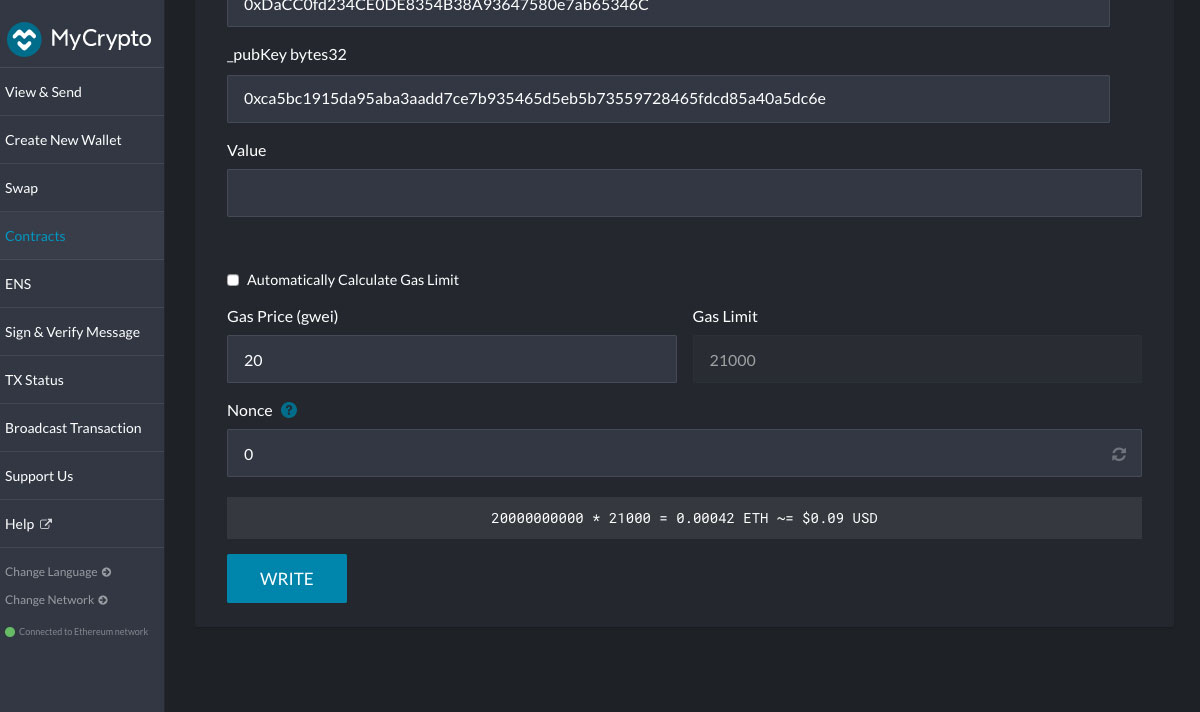 MyCrypto
View & Send
Create New Wallet
Swap
Contracts
ENS
Sign & Verify Message
TX Status
Broadcast Transaction
Support Us
Help
Change Language
Change Network
Connected to Ethereum network
0xDaCC0fd234CE0DE8354B38A93647580e7ab65346C
_pubKey bytes32
0xca5bc1915da95aba3aadd7ce7b935465d5eb5b73559728465fdcd85a40a5dc6e
Value
Automatically Calculate Gas Limit
Gas Price (gwei)
Gas Limit
20
21000
Nonce ?
0
20000000000 * 21000 = 0.00042 ETH ~= $0.09 USD
WRITE